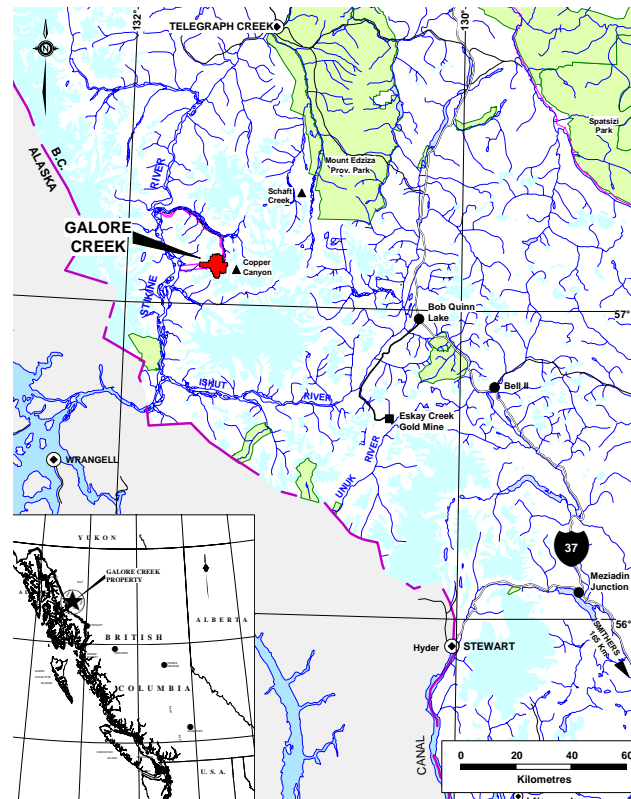 132°
130°
TELEGRAPH CREEK
N
Spatsizi
Park
Mount Edziza
Prov. Park
B.C.
ALASKA
RIVER
Schaft
Creek
GALORE
CREEK
Copper
Canyon
STIKINE
57°
Bob Quinn
Lake
ISKUT
RIVER
Bell II
Eskay Creek
Gold Mine
WRANGELL
UNUK
RIVER
37
Meziadin
Junction
56°
SMITHERS
165 Km
Hyder
STEWART
CANAL
0
20
40
60
Kilometres
YUKON
GALORE CREEK
PROPERTY
ALBERTA
BRITISH
COLUMBIA
U.S.A.